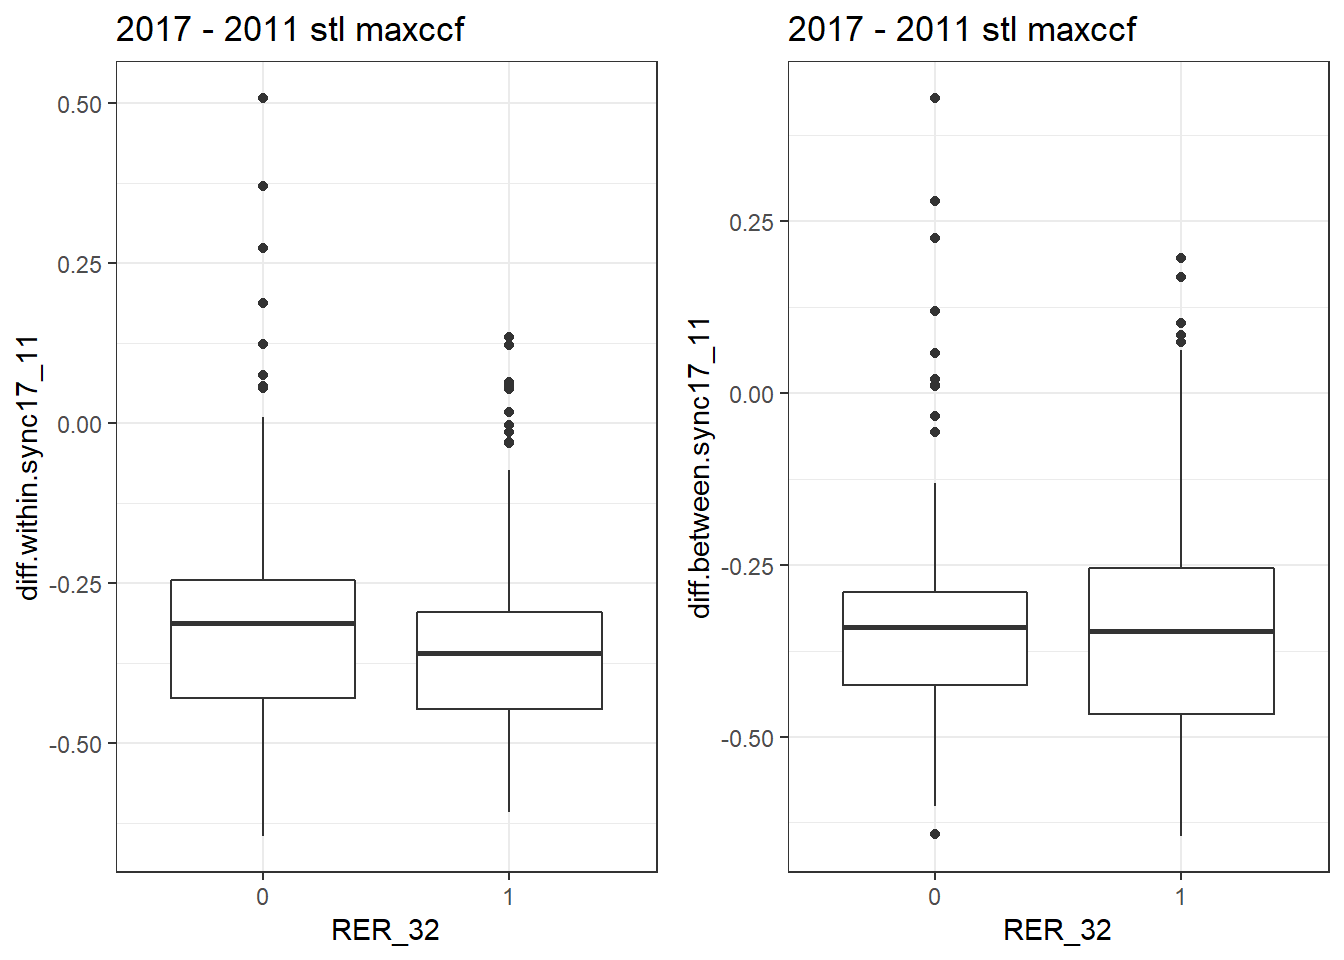 2017 - 2011 stl maxccf
diff.within.sync17_11
0.50
0.25
0.00
-0.25
-0.50
0
1
RER_32
2017 - 2011 stl maxccf
diff.between.sync17_11
0.25
0.00
-0.25
-0.50
0
1
RER_32